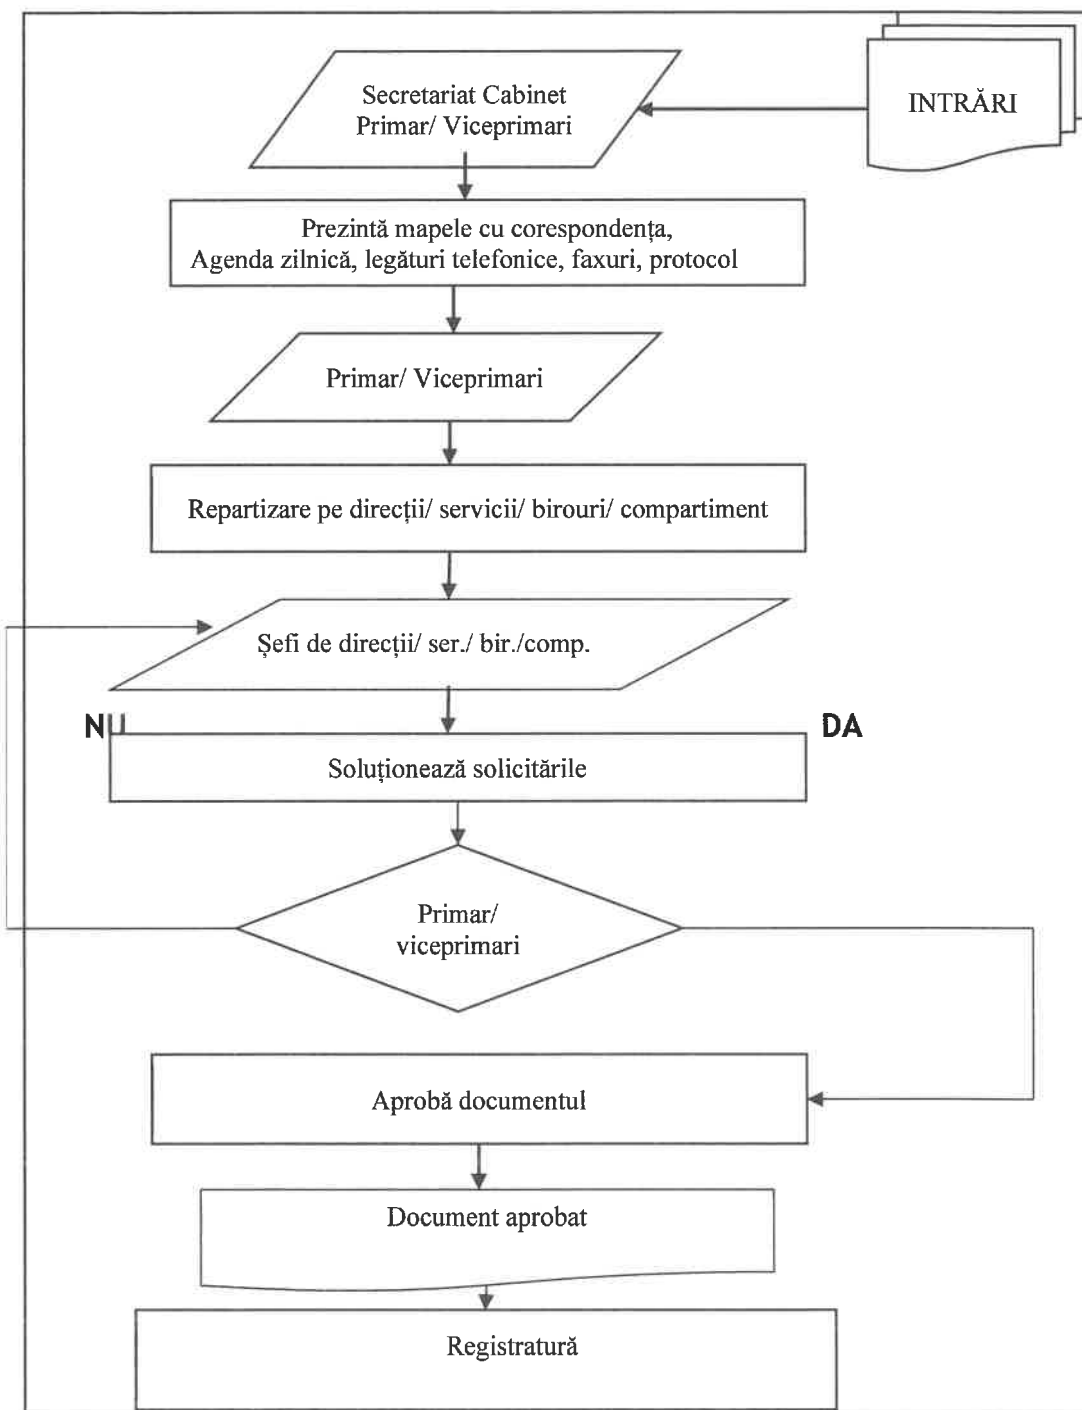 Secretariat Cabinet
Primar/ Viceprimari
INTRĂRI
Prezintă mapele cu corespondența,
Agenda zilnică, legături telefonice, faxuri, protocol
Primar/ Viceprimari
Repartizare pe direcții/ servicii/ birouri/ compartiment
Șefi de direcții/ ser./ bir./comp.
NU
DA
Soluționează solicitările
Primar/
viceprimari
Aprobă documentul
Document aprobat
Registratură